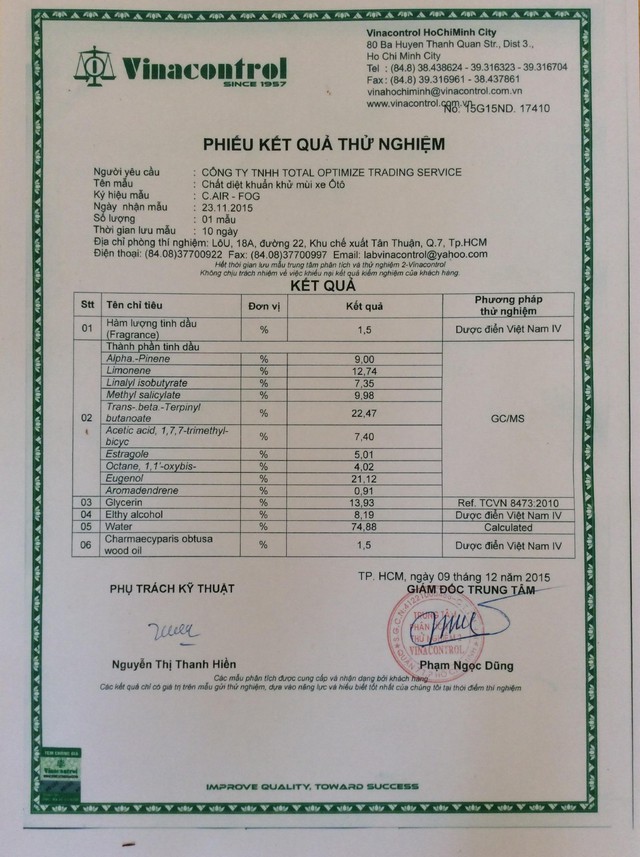 Vinacontrol
SINCE 1957
Vinacontrol HoChiMinh City
80 Ba Huyen Thanh Quan Str., Dist 3.,
Ho Chi Minh City
Tel : (84.8) 38.438624 - 39.316323 - 39.316704
Fax : (84.8) 39.316961 - 38.437861
vinahochiminh@vinacontrol.com.vn
www.vinacontrol.com.vn
No. 15G15ND. 17410
PHIẾU KẾT QUẢ THỬ NGHIỆM
Người yêu cầu : CÔNG TY TNHH TOTAL OPTIMIZE TRADING SERVICE
Tên mẫu : Chất diệt khuẩn khử mùi xe Ôtô
Ký hiệu mẫu : C.AIR - FOG
Ngày nhận mẫu : 23.11.2015
Số lượng : 01 mẫu
Thời gian lưu mẫu : 10 ngày
Địa chỉ phòng thí nghiệm: LôU, 18A, đường 22, Khu chế xuất Tân Thuận, Q.7, Tp.HCM
Điện thoại: (84.08)37700922 Fax: (84.08)37700997 Email: labvinacontrol@yahoo.com
Hết thời gian lưu mẫu trung tâm phân tích và thử nghiệm 2-Vinacontrol
Không chịu trách nhiệm về việc khiếu nại kết quả kiểm nghiệm của khách hàng.
KẾT QUẢ
Stt Tên chỉ tiêu Đơn vị Kết quả Phương pháp thử nghiệm
01 Hàm lượng tinh dầu (Fragrance) % 1,5 Dược điển Việt Nam IV
02 Thành phần tinh dầu GC/MS
Alpha.-Pinene % 9,00
Limonene % 12,74
Linalyl isobutyrate % 7,35
Methyl salicylate % 9,98
Trans-.beta.-Terpinyl butanoate % 22,47
Acetic acid, 1,7,7-trimethyl-bicyc % 7,40
Estragole % 5,01
Octane, 1,1'-oxybis- % 4,02
Eugenol % 21,12
Aromadendrene % 0,91
03 Glycerin % 13,93 Ref. TCVN 8473:2010
04 Elthy alcohol % 8,19 Dược điển Việt Nam IV
05 Water % 74,88 Calculated
06 Charmaecyparis obtusa wood oil % 1,5 Dược điển Việt Nam IV
TP. HCM, ngày 09 tháng 12 năm 2015
PHỤ TRÁCH KỸ THUẬT GIÁM ĐỐC TRUNG TÂM
VINACONTROL
Nguyễn Thị Thanh Hiền Phạm Ngọc Dũng
Các mẫu phân tích được cung cấp và nhận dạng bởi khách hàng
Các kết quả chỉ có giá trị trên mẫu gửi thử nghiệm, dựa vào năng lực và hiểu biết tốt nhất của chúng tôi tại thời điểm thí nghiệm
Vinacontrol
IMPROVE QUALITY, TOWARD SUCCESS